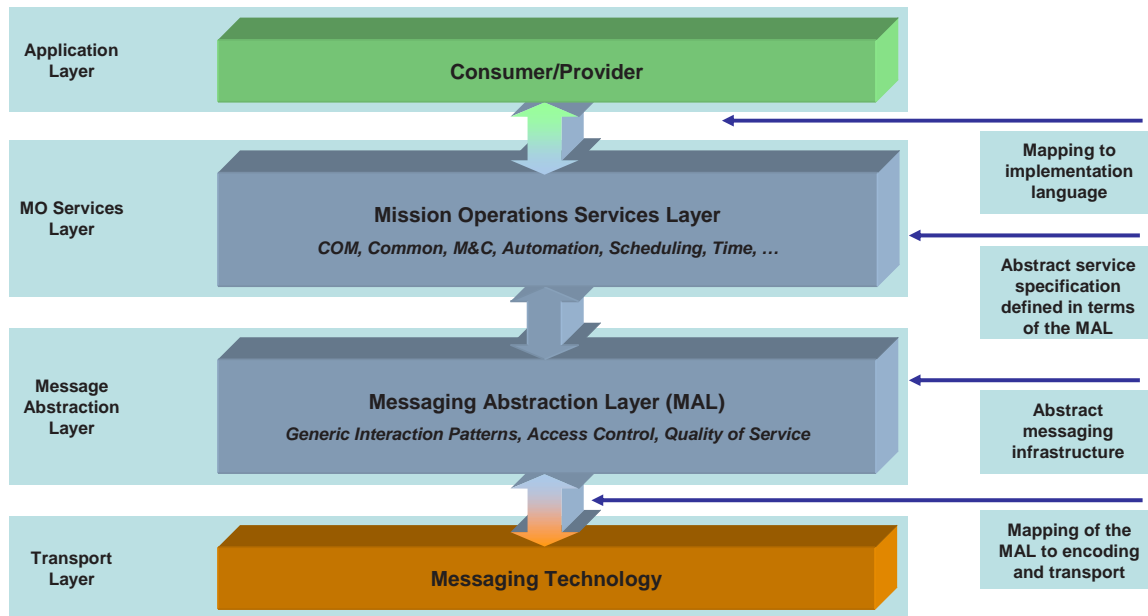 Application
Layer
Consumer/Provider
Mapping to
implementation
language
MO Services
Layer
Mission Operations Services Layer
COM, Common, M&C, Automation, Scheduling, Time, …
Abstract service
specification
defined in terms
of the MAL
Message
Abstraction
Layer
Messaging Abstraction Layer (MAL)
Generic Interaction Patterns, Access Control, Quality of Service
Abstract
messaging
infrastructure
Transport
Layer
Messaging Technology
Mapping of the
MAL to encoding
and transport